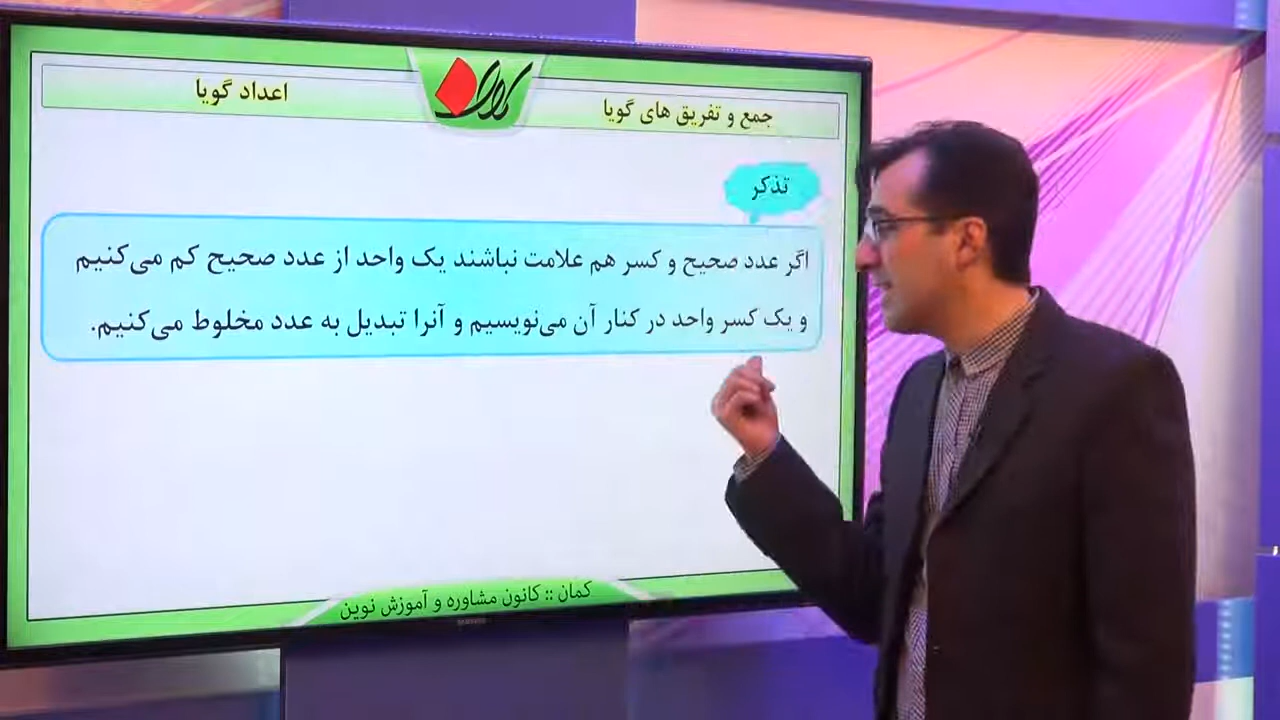 جمع و تفریق های گویا
اعداد گویا
تذکر
اگر عدد صحیح و کسر هم علامت نباشند یک واحد از عدد صحیح کم می‌کنیم
و یک کسر واحد در کنار آن می‌نویسیم و آنرا تبدیل به عدد مخلوط می‌کنیم.
کمان :: کانون مشاوره و آموزش نوین